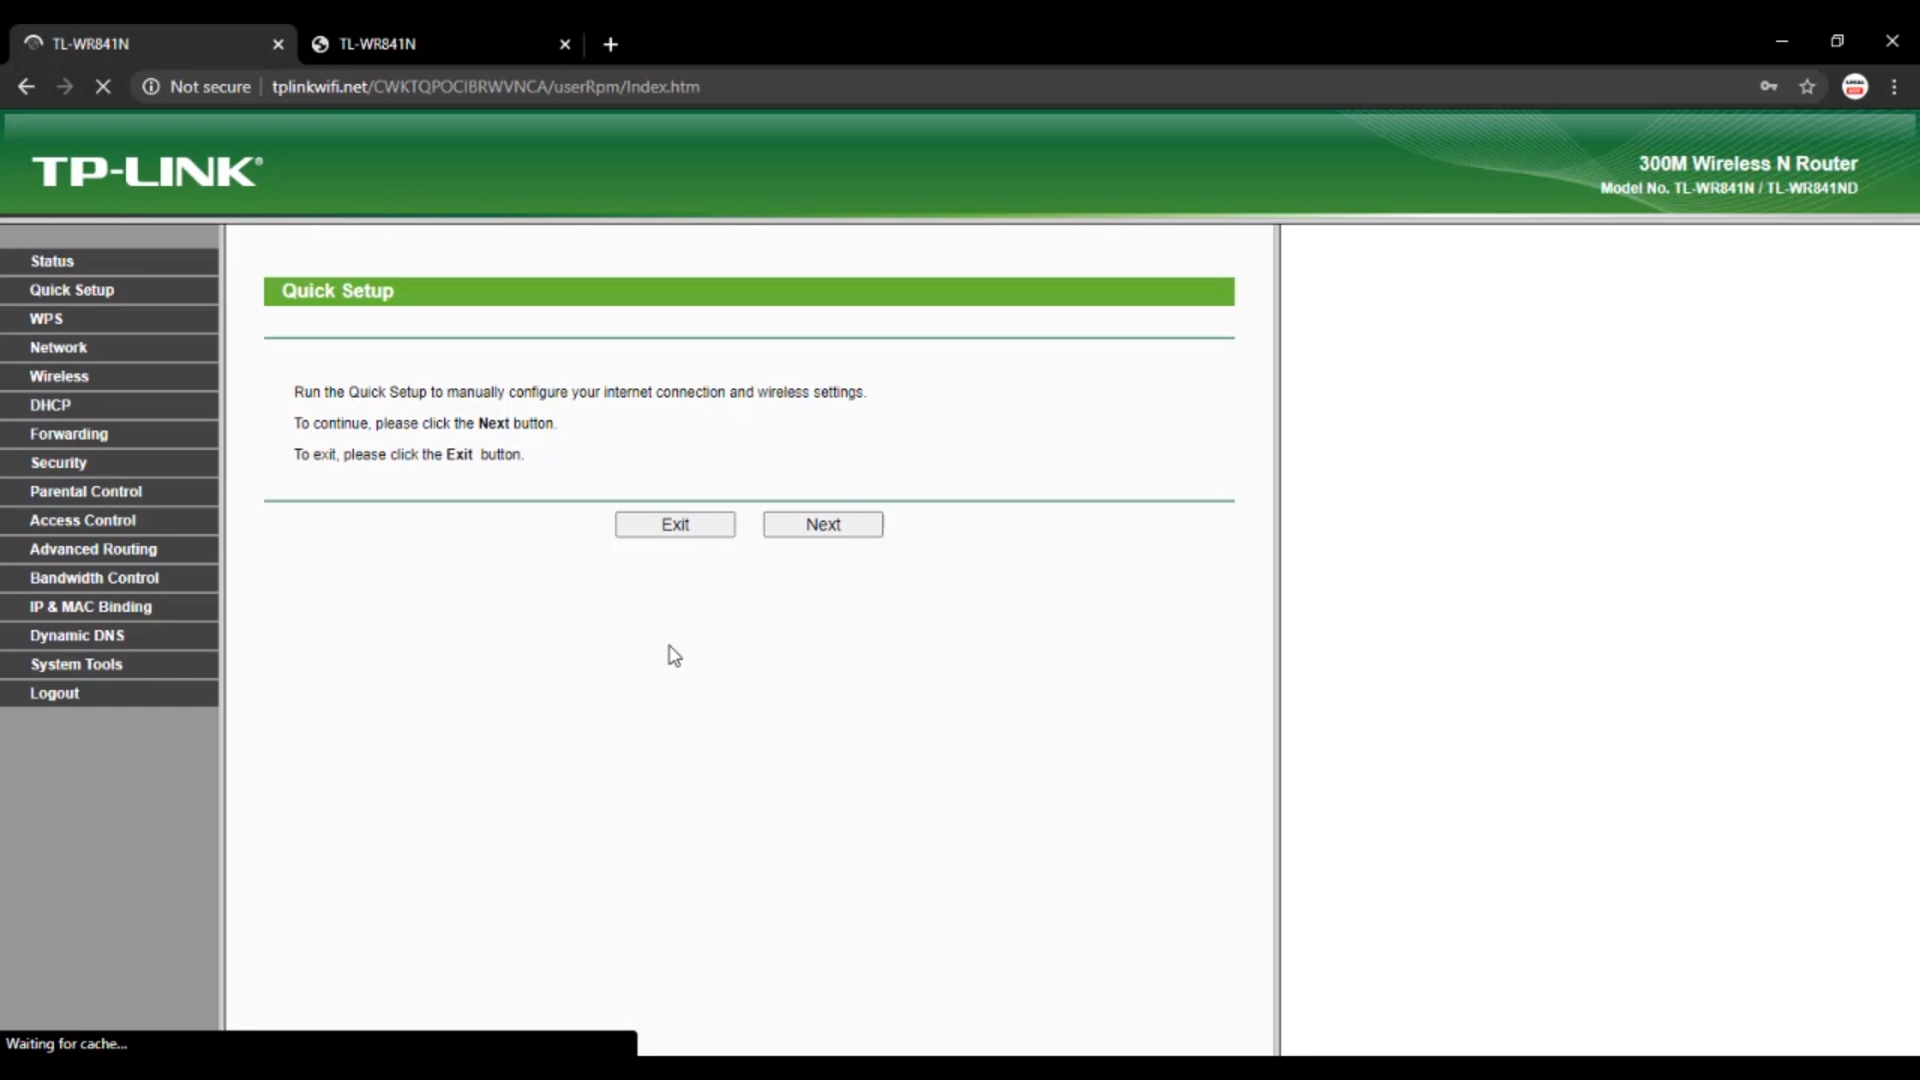 TL-WR841N
TL-WR841N
Not secure
tplinkwifi.net/CWKTQPOCIBRWVNCA/userRpm/Index.htm
TP-LINK®
300M Wireless N Router
Model No. TL-WR841N / TL-WR841ND
Status
Quick Setup
WPS
Network
Wireless
DHCP
Forwarding
Security
Parental Control
Access Control
Advanced Routing
Bandwidth Control
IP & MAC Binding
Dynamic DNS
System Tools
Logout
Quick Setup
Run the Quick Setup to manually configure your internet connection and wireless settings.
To continue, please click the Next button.
To exit, please click the Exit button.
Exit
Next
Waiting for cache...